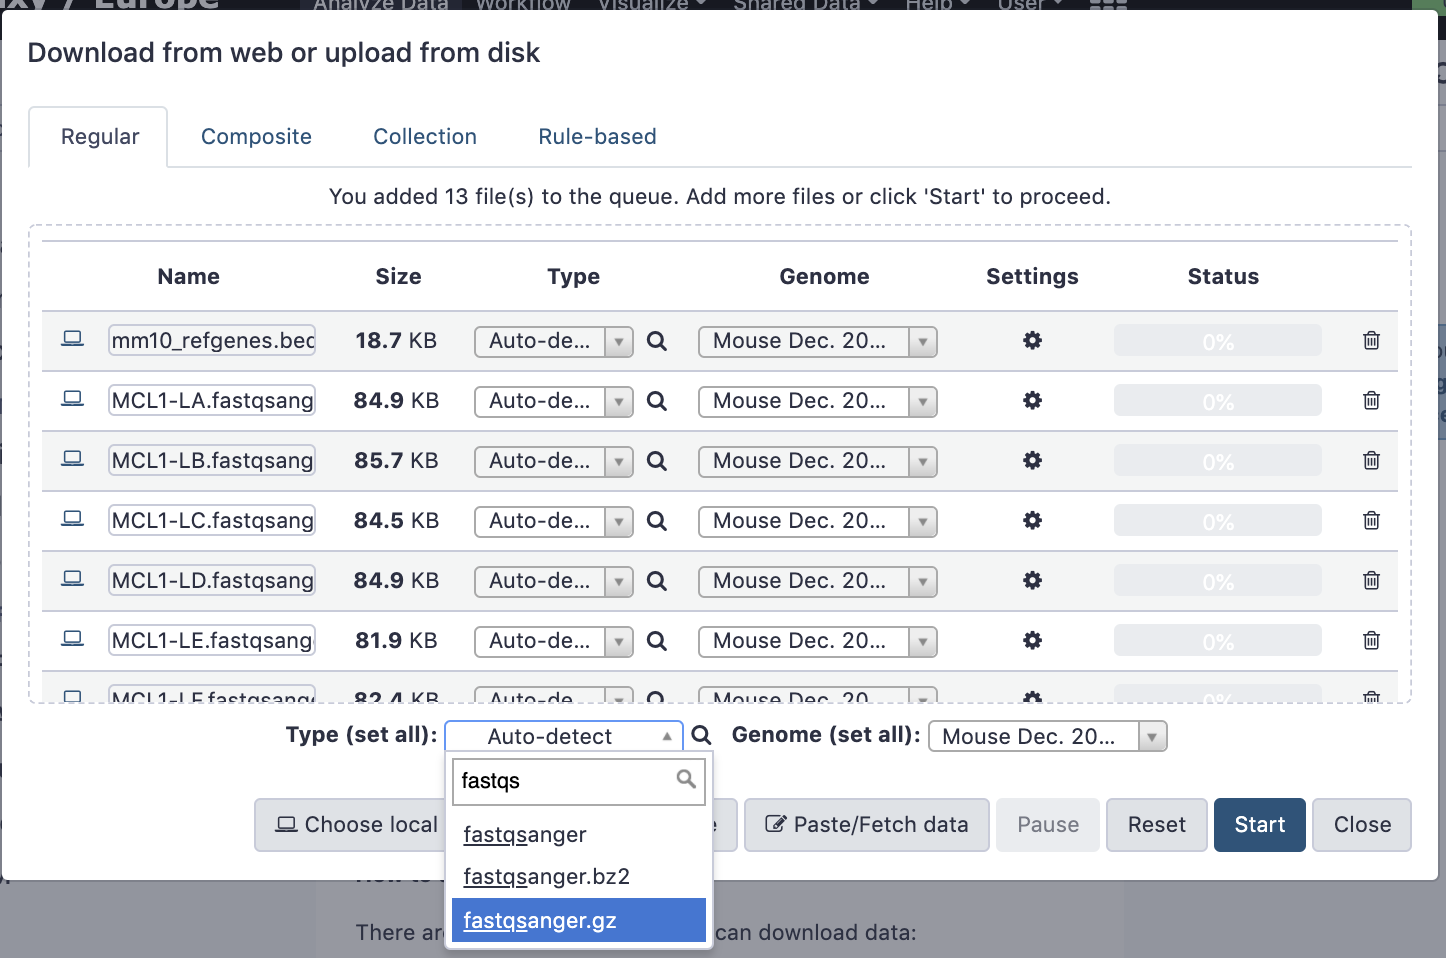 Analyze Data Workflow Visualize Shared Data Help User
Download from web or upload from disk
Regular Composite Collection Rule-based
You added 13 file(s) to the queue. Add more files or click 'Start' to proceed.
Name Size Type Genome Settings Status
mm10_refgenes.bed 18.7 KB Auto-de... Mouse Dec. 20... 0%
MCL1-LA.fastqsang 84.9 KB Auto-de... Mouse Dec. 20... 0%
MCL1-LB.fastqsang 85.7 KB Auto-de... Mouse Dec. 20... 0%
MCL1-LC.fastqsang 84.5 KB Auto-de... Mouse Dec. 20... 0%
MCL1-LD.fastqsang 84.9 KB Auto-de... Mouse Dec. 20... 0%
MCL1-LE.fastqsang 81.9 KB Auto-de... Mouse Dec. 20... 0%
MCL1-LF.fastqsang 82.4 KB Auto-de Mouse Dec. 20 0%
Type (set all): Auto-detect Genome (set all): Mouse Dec. 20...
fastqs
Choose local Paste/Fetch data Pause Reset Start Close
fastqsanger
fastqsanger.bz2
fastqsanger.gz
There can download data: